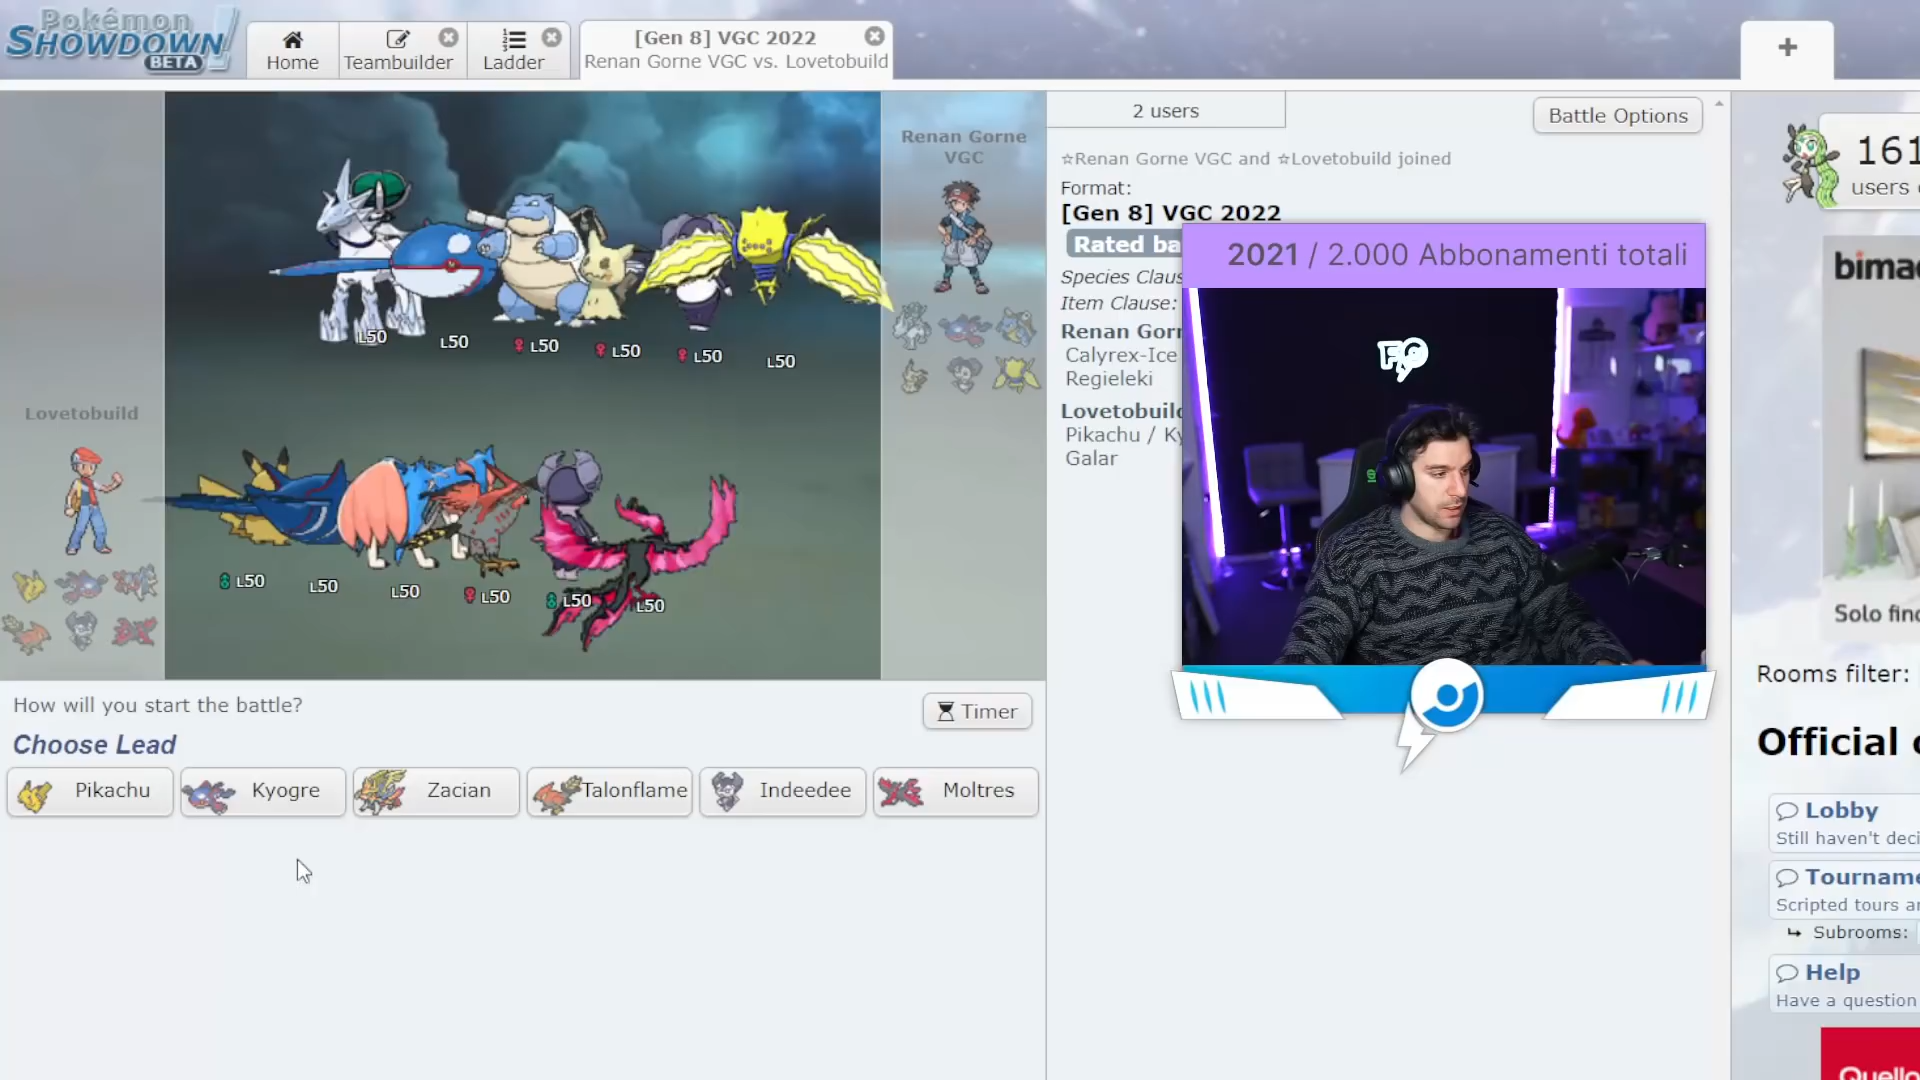 Pokémon
SHOWDOWN!
BETA
Home
Teambuilder
Ladder
[Gen 8] VGC 2022
Renan Gorne VGC vs. Lovetobuild
+
Renan Gorne
VGC
L50
L50
L50
L50
L50
L50
Lovetobuild
L50
L50
L50
L50
L50
L50
2 users
Battle Options
☆Renan Gorne VGC and ☆Lovetobuild joined
Format:
[Gen 8] VGC 2022
Rated ba
Species Claus
Item Clause:
Renan Gorn
Calyrex-Ice
Regieleki
Lovetobuild
Pikachu / Ky
Galar
2021 / 2.000 Abbonamenti totali
How will you start the battle?
Timer
Choose Lead
Pikachu
Kyogre
Zacian
Talonflame
Indeedee
Moltres
161
users o
bima
Solo fino
Rooms filter:
Official c
Lobby
Still haven't deci
Tourname
Scripted tours an
↳ Subrooms:
Help
Have a question
Quello